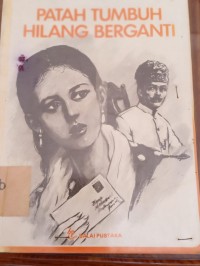 PATAH TUMBUH
HILANG BERGANTI
b
BALAI PUSTAKA